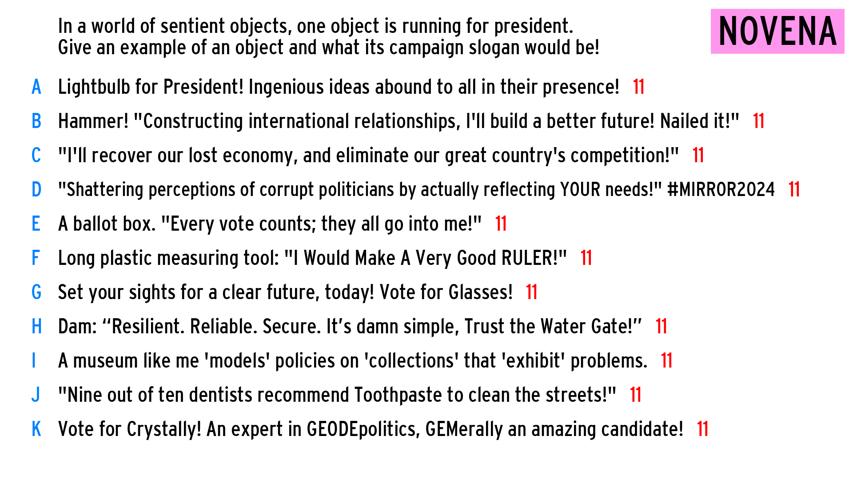 In a world of sentient objects, one object is running for president.
Give an example of an object and what its campaign slogan would be!
NOVENA
A Lightbulb for President! Ingenious ideas abound to all in their presence! 11
B Hammer! "Constructing international relationships, I'll build a better future! Nailed it!" 11
C "I'll recover our lost economy, and eliminate our great country's competition!" 11
D "Shattering perceptions of corrupt politicians by actually reflecting YOUR needs!" #MIRROR2024 11
E A ballot box. "Every vote counts; they all go into me!" 11
F Long plastic measuring tool: "I Would Make A Very Good RULER!" 11
G Set your sights for a clear future, today! Vote for Glasses! 11
H Dam: “Resilient. Reliable. Secure. It’s damn simple, Trust the Water Gate!” 11
I A museum like me 'models' policies on 'collections' that 'exhibit' problems. 11
J "Nine out of ten dentists recommend Toothpaste to clean the streets!" 11
K Vote for Crystally! An expert in GEODEpolitics, GEMerally an amazing candidate! 11